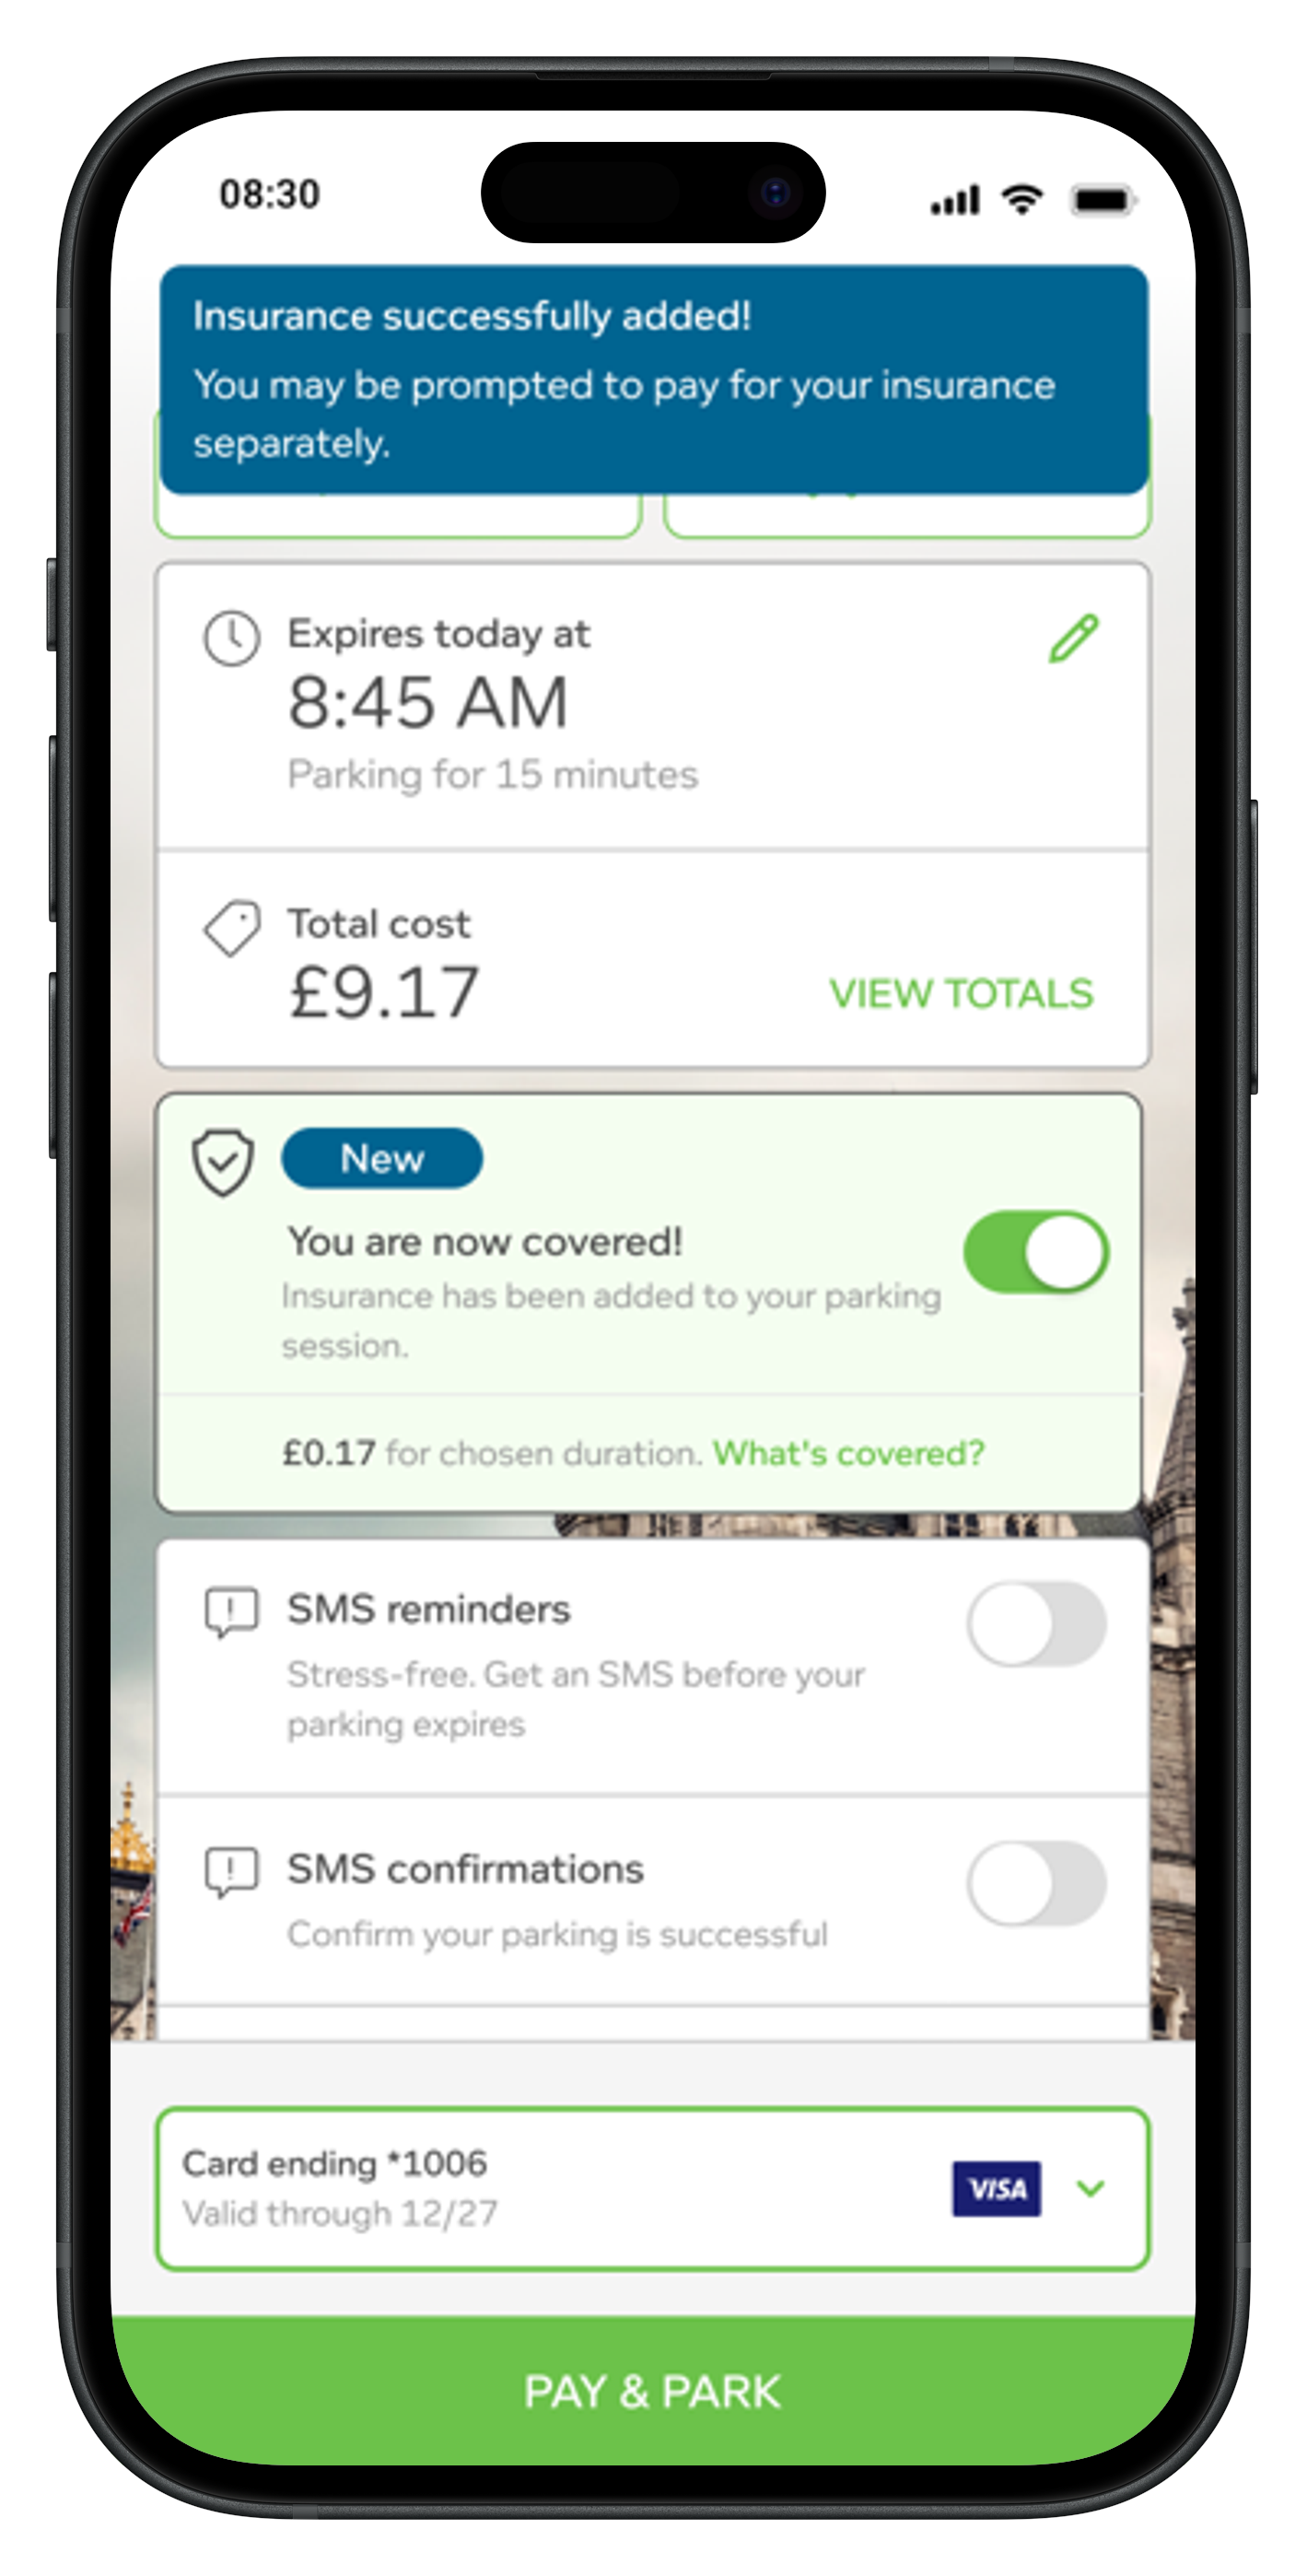 08:30
Insurance successfully added!
You may be prompted to pay for your insurance
separately.
Expires today at
8:45 AM
Parking for 15 minutes
Total cost
£9.17
VIEW TOTALS
New
You are now covered!
Insurance has been added to your parking
session.
£0.17 for chosen duration. What's covered?
SMS reminders
Stress-free. Get an SMS before your
parking expires
SMS confirmations
Confirm your parking is successful
Card ending *1006
VISA
Valid through 12/27
PAY & PARK